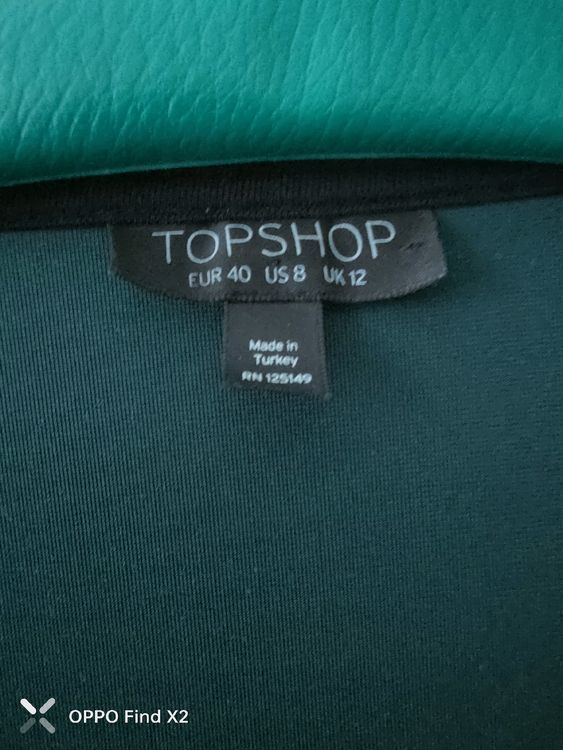 TOPSHOP
EUR 40 US 8 UK 12
Made in
Turkey
RN 125149
OPPO Find X2